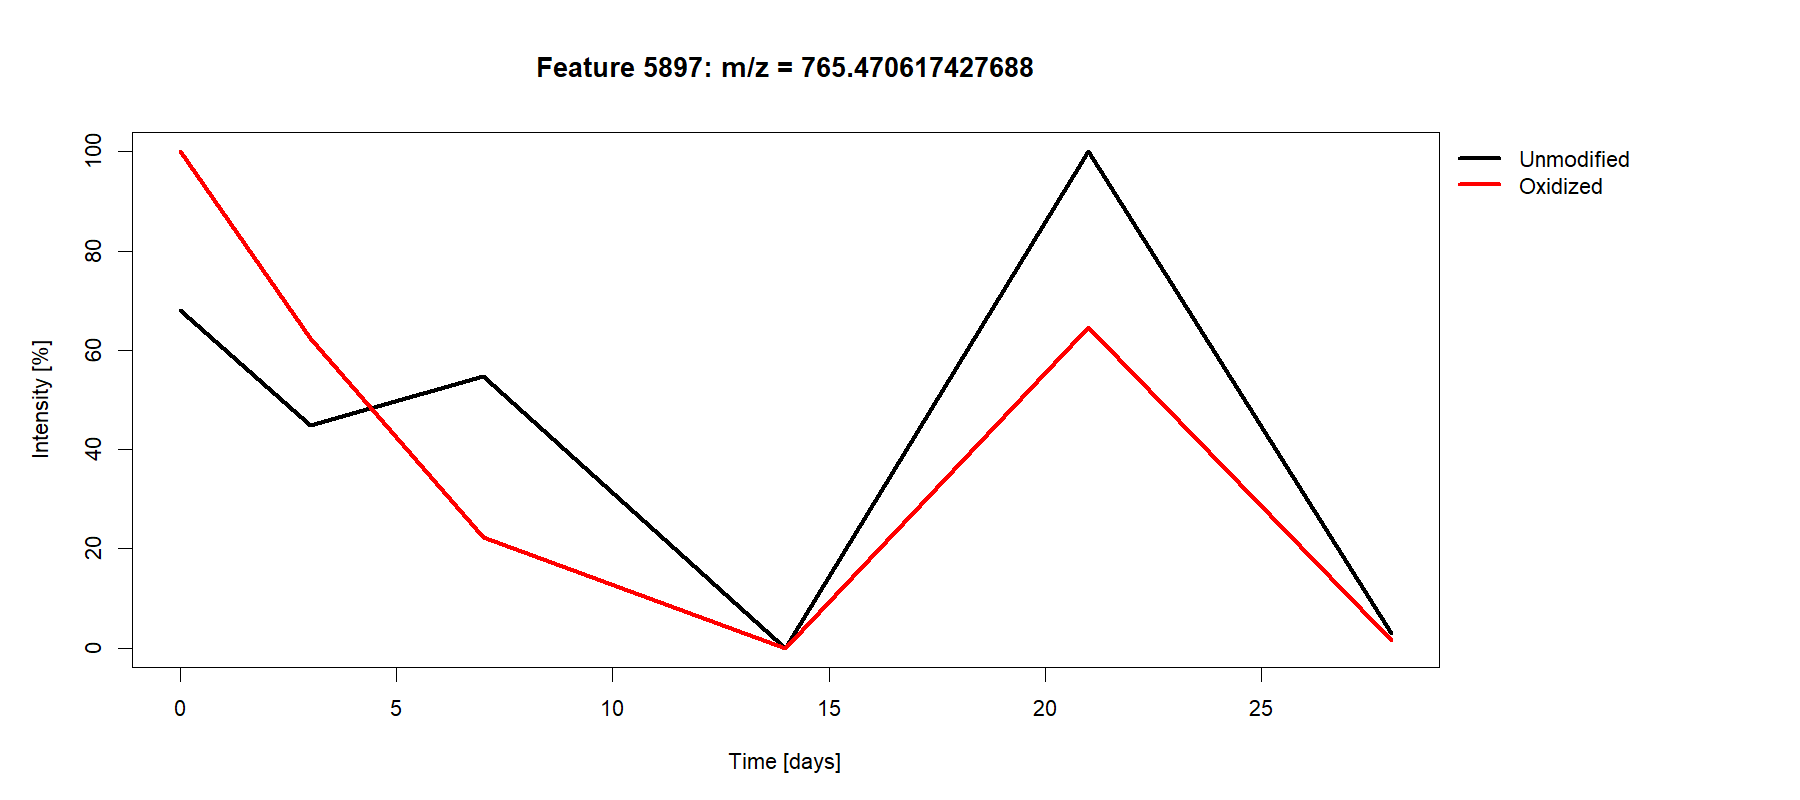 Feature 5897: m/z = 765.470617427688
Unmodified
Oxidized
Intensity [%]
100
80
60
40
20
0
0 5 10 15 20 25
Time [days]